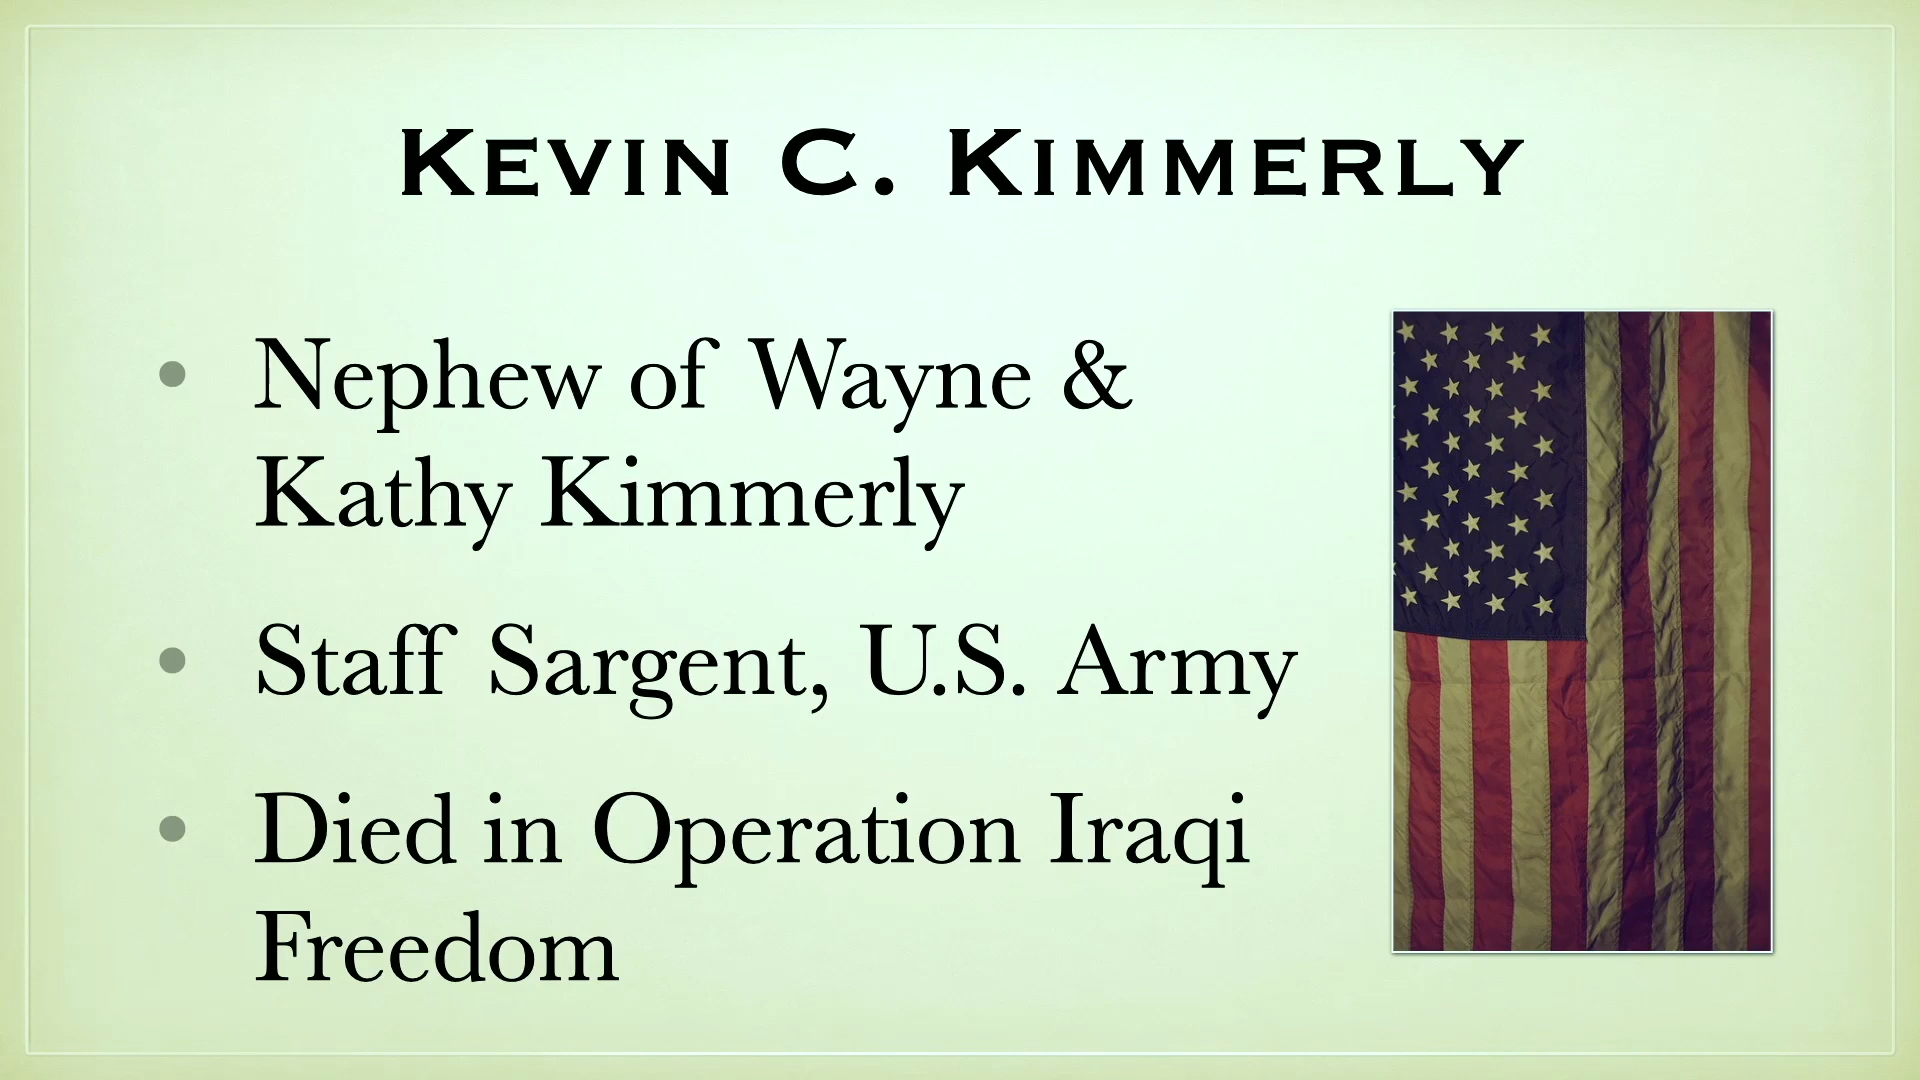 Kevin C. Kimmerly
• Nephew of Wayne &
Kathy Kimmerly
• Staff Sargent, U.S. Army
• Died in Operation Iraqi
Freedom